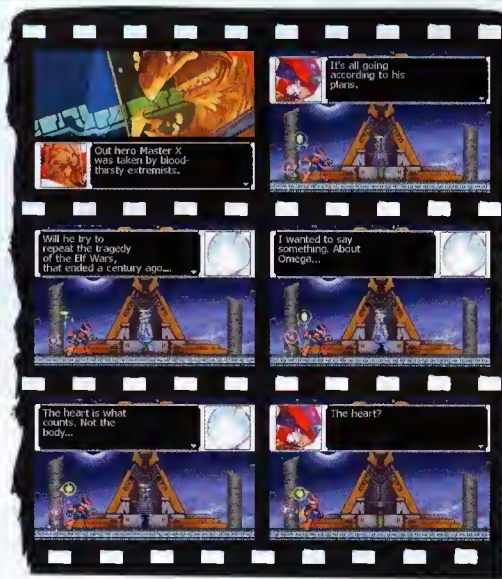 Out hero Master X
was taken by blood-
thirsty extremists.
It's all going
according to his
plans.
Will he try to
repeat the tragedy
of the Elf Wars,
that ended a century ago....
I wanted to say
something. About
Omega...
The heart is what
counts. Not the
body...
The heart?